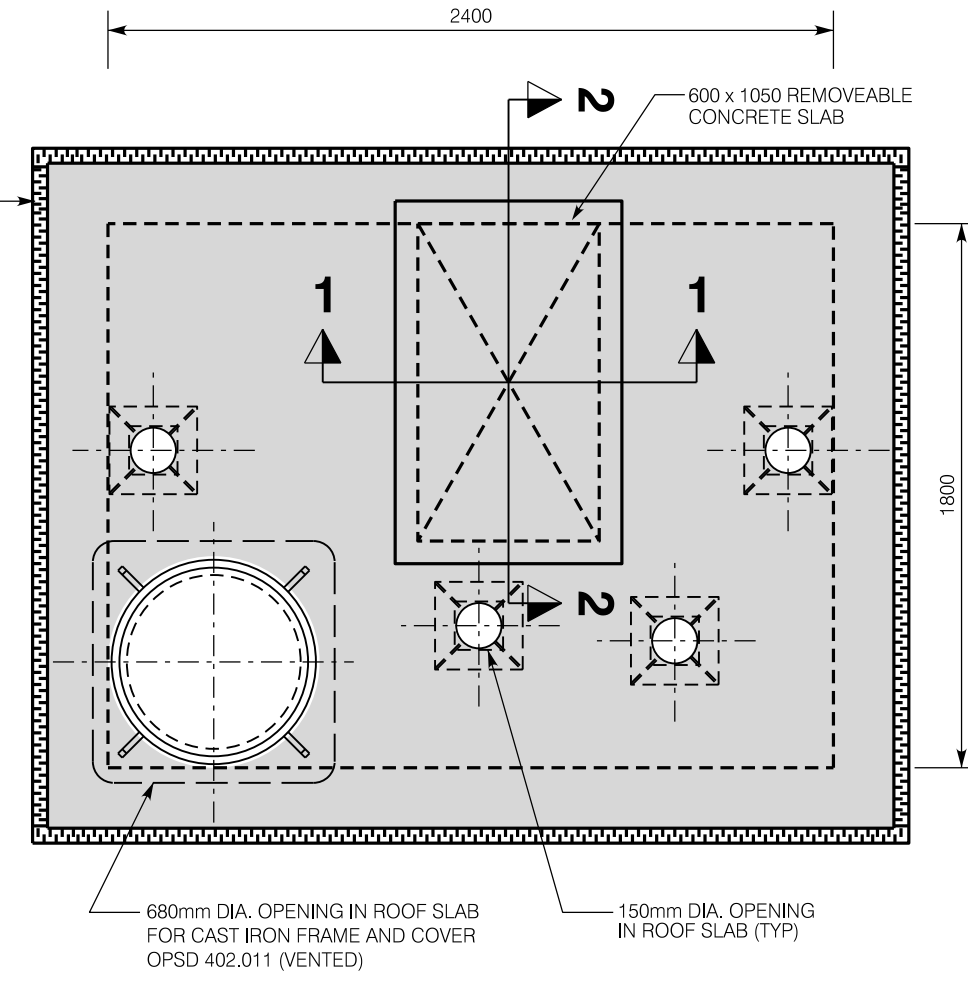 2400
2
600 x 1050 REMOVEABLE
CONCRETE SLAB
1
1
1800
2
680mm DIA. OPENING IN ROOF SLAB
FOR CAST IRON FRAME AND COVER
OPSD 402.011 (VENTED)
150mm DIA. OPENING
IN ROOF SLAB (TYP)